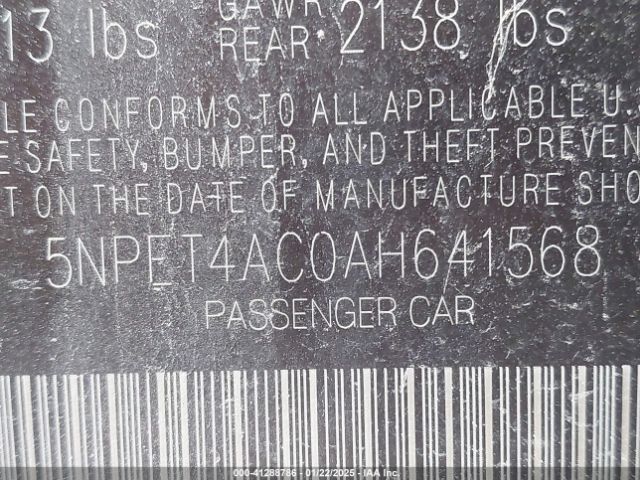 13 lbs GAWR
REAR 2138 lbs
LE CONFORMS TO ALL APPLICABLE U.
E SAFETY, BUMPER, AND THEFT PREVEN
T ON THE DATE OF MANUFACTURE SHO
5NPET4AC0AH641568
PASSENGER CAR
000-41288786 - 01/22/2025 - IAA Inc.